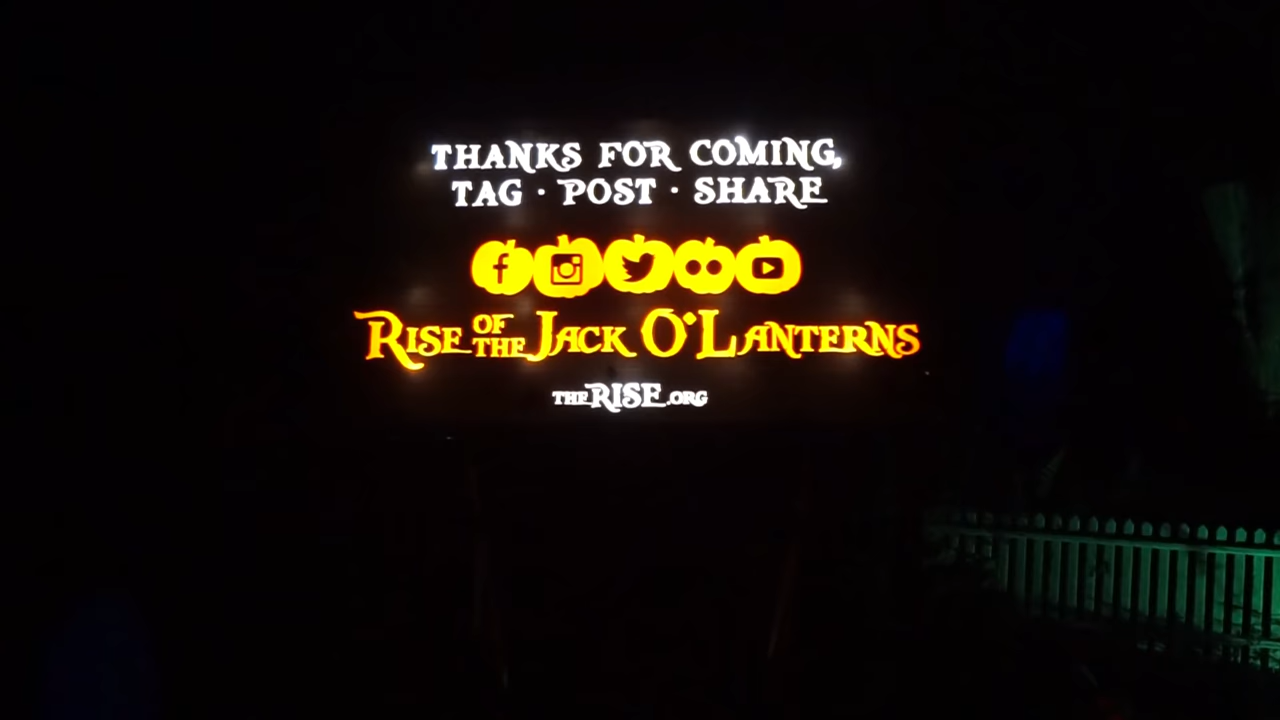 THANKS FOR COMING,
TAG · POST · SHARE
RISE OF THE JACK O'LANTERNS
THERISE.ORG